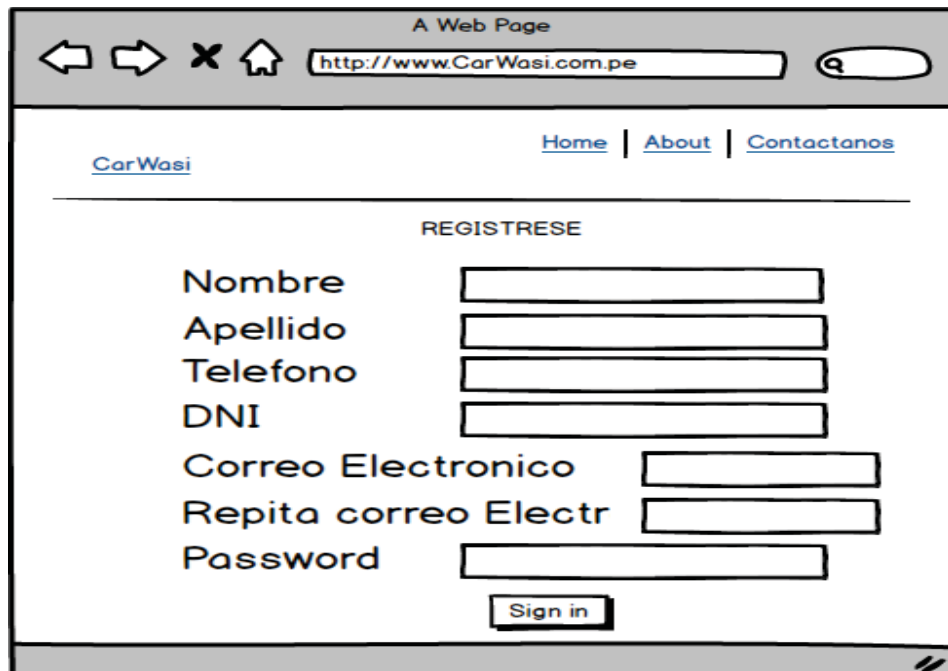 A Web Page
http://www.CarWasi.com.pe
Home | About | Contactanos
CarWasi
REGISTRESE
Nombre
Apellido
Telefono
DNI
Correo Electronico
Repita correo Electr
Password
Sign in